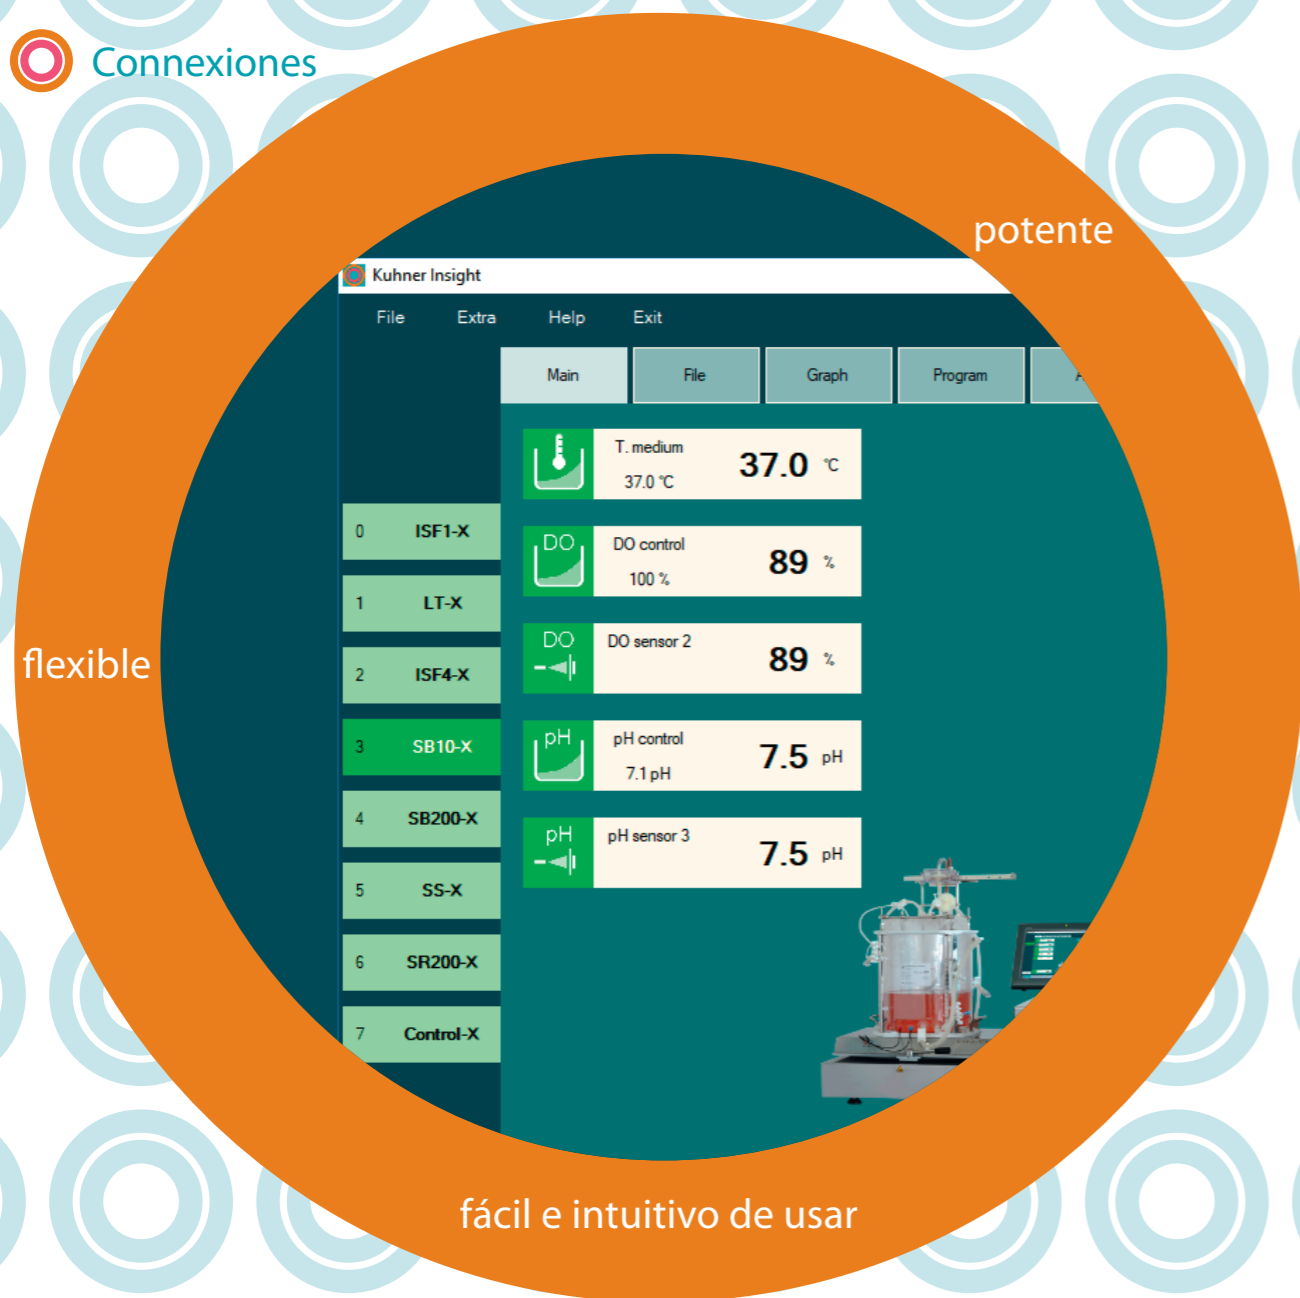 Connexiones
potente
Kuhner Insight
File Extra Help Exit
Main File Graph Program
T. medium
37.0 °C
37.0 °C
0 ISF1-X
DO
DO control
100 %
89 %
1 LT-X
DO
DO sensor 2
89 %
flexible
2 ISF4-X
3 SB10-X
pH
pH control
7.1 pH
7.5 pH
4 SB200-X
pH
pH sensor 3
7.5 pH
5 SS-X
6 SR200-X
7 Control-X
fácil e intuitivo de usar